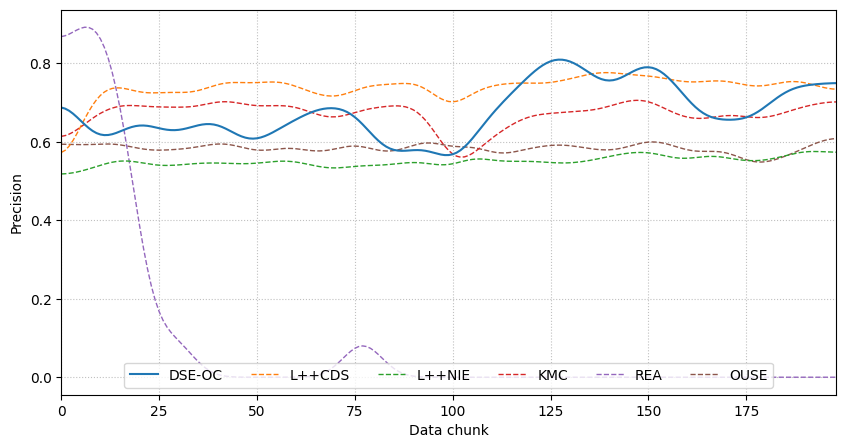 Precision
0.8
0.6
0.4
0.2
0.0
DSE-OC L++CDS L++NIE KMC REA OUSE
0 25 50 75 100 125 150 175
Data chunk